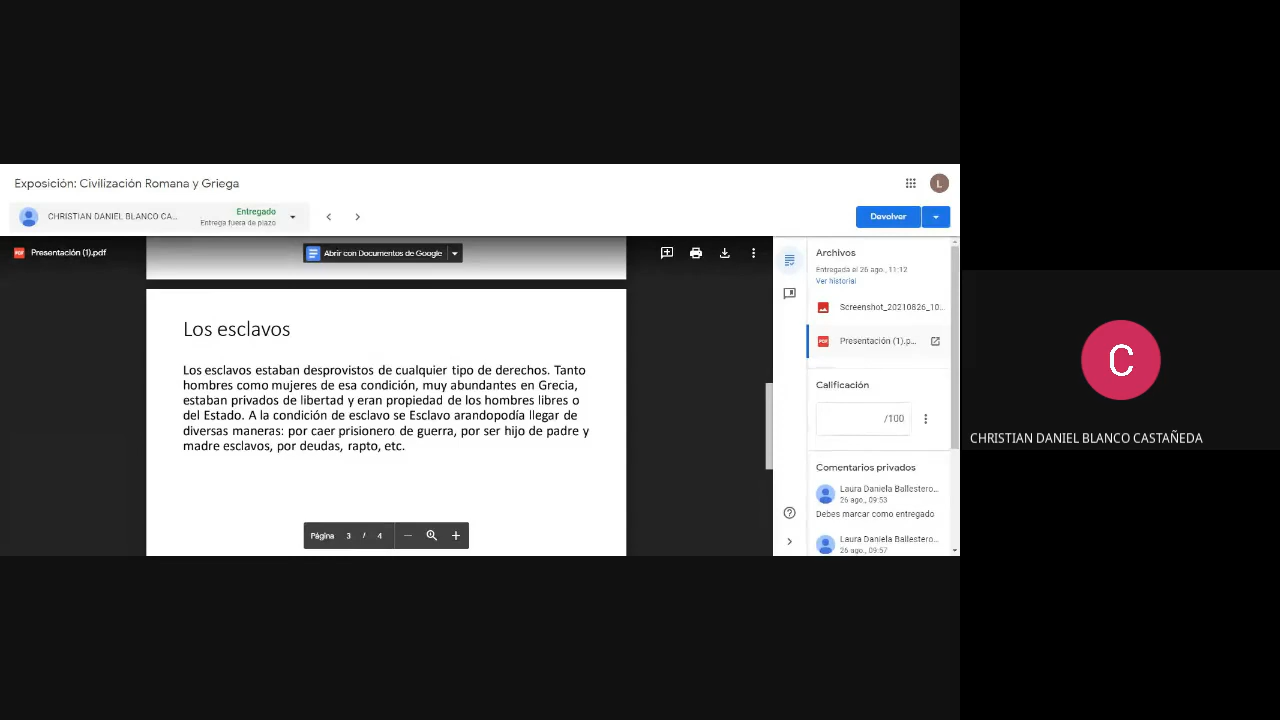 Exposición: Civilización Romana y Griega
L
CHRISTIAN DANIEL BLANCO CA...
Entregado
Entrega fuera de plazo
Devolver
PDF Presentación (1).pdf
Abrir con Documentos de Google
Archivos
Entregada el 26 ago., 11:12
Ver historial
Screenshot_20210826_10...
PDF Presentación (1).p...
Los esclavos
Los esclavos estaban desprovistos de cualquier tipo de derechos. Tanto
hombres como mujeres de esa condición, muy abundantes en Grecia,
estaban privados de libertad y eran propiedad de los hombres libres o
del Estado. A la condición de esclavo se Esclavo arandopodía llegar de
diversas maneras: por caer prisionero de guerra, por ser hijo de padre y
madre esclavos, por deudas, rapto, etc.
Página 3 / 4
Calificación
/100
Comentarios privados
Laura Daniela Ballestero...
26 ago., 09:53
Debes marcar como entregado
Laura Daniela Ballestero...
26 ago., 09:57
C
CHRISTIAN DANIEL BLANCO CASTAÑEDA